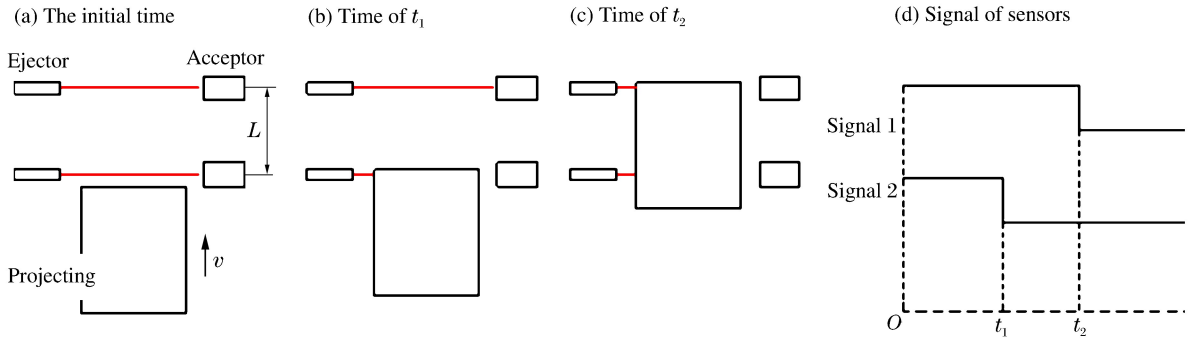 (a) The initial time
(b) Time of t₁
(c) Time of t₂
(d) Signal of sensors
Ejector
Acceptor
L
Projecting
v
Signal 1
Signal 2
O
t₁
t₂